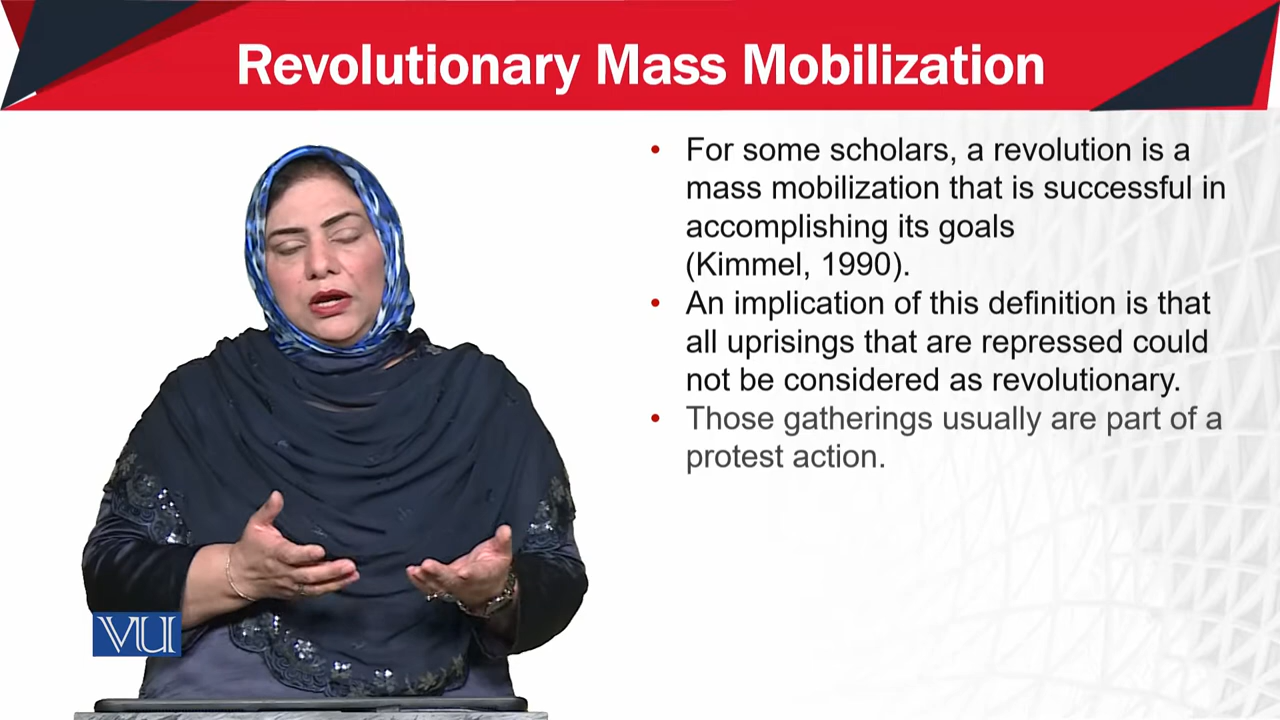 Revolutionary Mass Mobilization
• For some scholars, a revolution is a
mass mobilization that is successful in
accomplishing its goals
(Kimmel, 1990).
• An implication of this definition is that
all uprisings that are repressed could
not be considered as revolutionary.
• Those gatherings usually are part of a
protest action.
VU